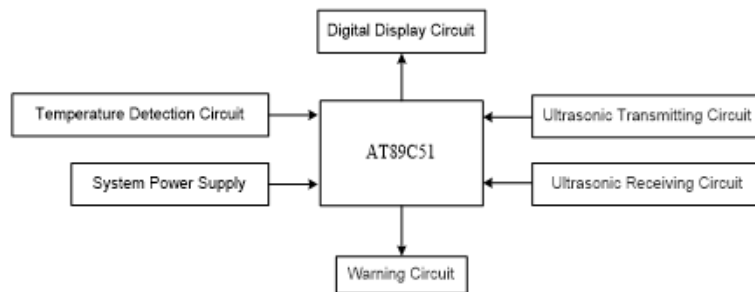 Digital Display Circuit
Temperature Detection Circuit
Ultrasonic Transmitting Circuit
AT89C51
System Power Supply
Ultrasonic Receiving Circuit
Warning Circuit